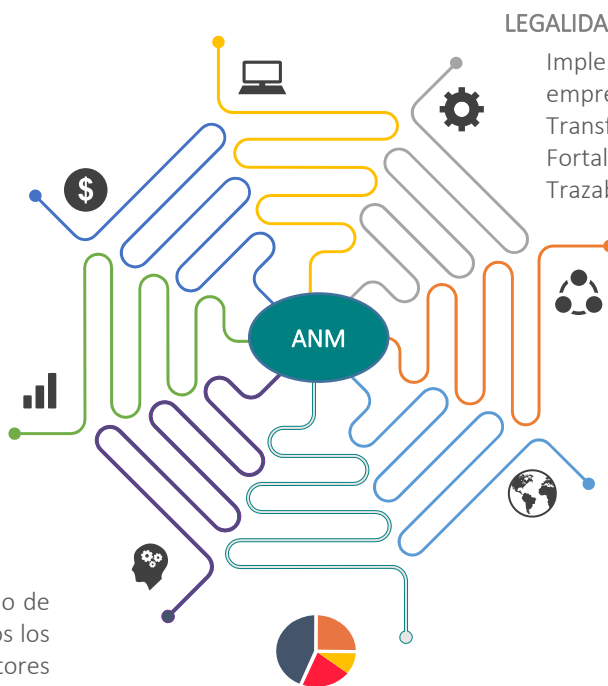 LEGALIDA
Imple
empre
Transf
Fortal
Trazab
ANM
$
o de
os los
tores